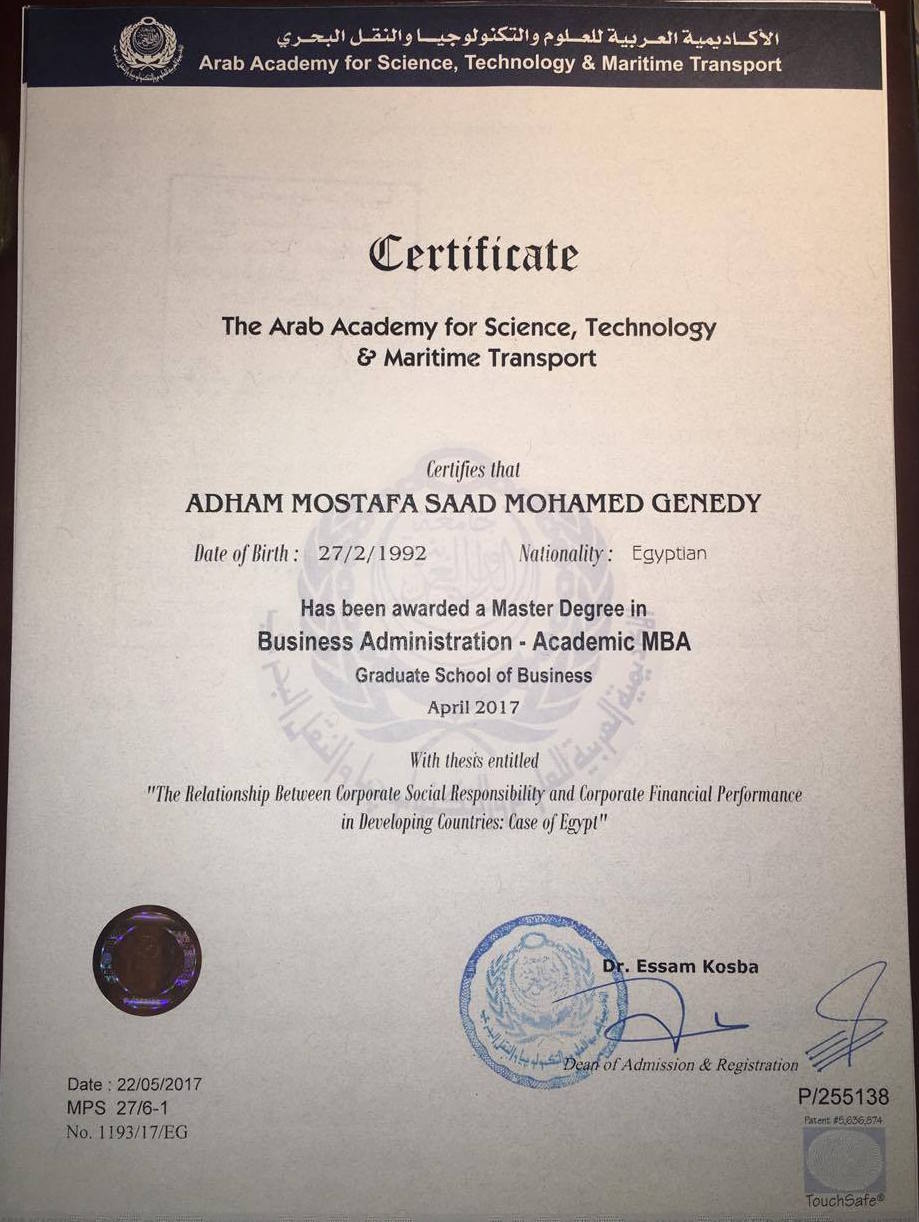 الأكاديمية العربية للعلوم والتكنولوجيا والنقل البحري
Arab Academy for Science, Technology & Maritime Transport
Certificate
The Arab Academy for Science, Technology
& Maritime Transport
Certifies that
ADHAM MOSTAFA SAAD MOHAMED GENEDY
Date of Birth : 27/2/1992 Nationality : Egyptian
Has been awarded a Master Degree in
Business Administration - Academic MBA
Graduate School of Business
April 2017
With thesis entitled
"The Relationship Between Corporate Social Responsibility and Corporate Financial Performance
in Developing Countries: Case of Egypt"
Dr. Essam Kosba
Dean of Admission & Registration
Date : 22/05/2017
MPS 27/6-1
No. 1193/17/EG
P/255138
Patent #5,636,874
TouchSafe®